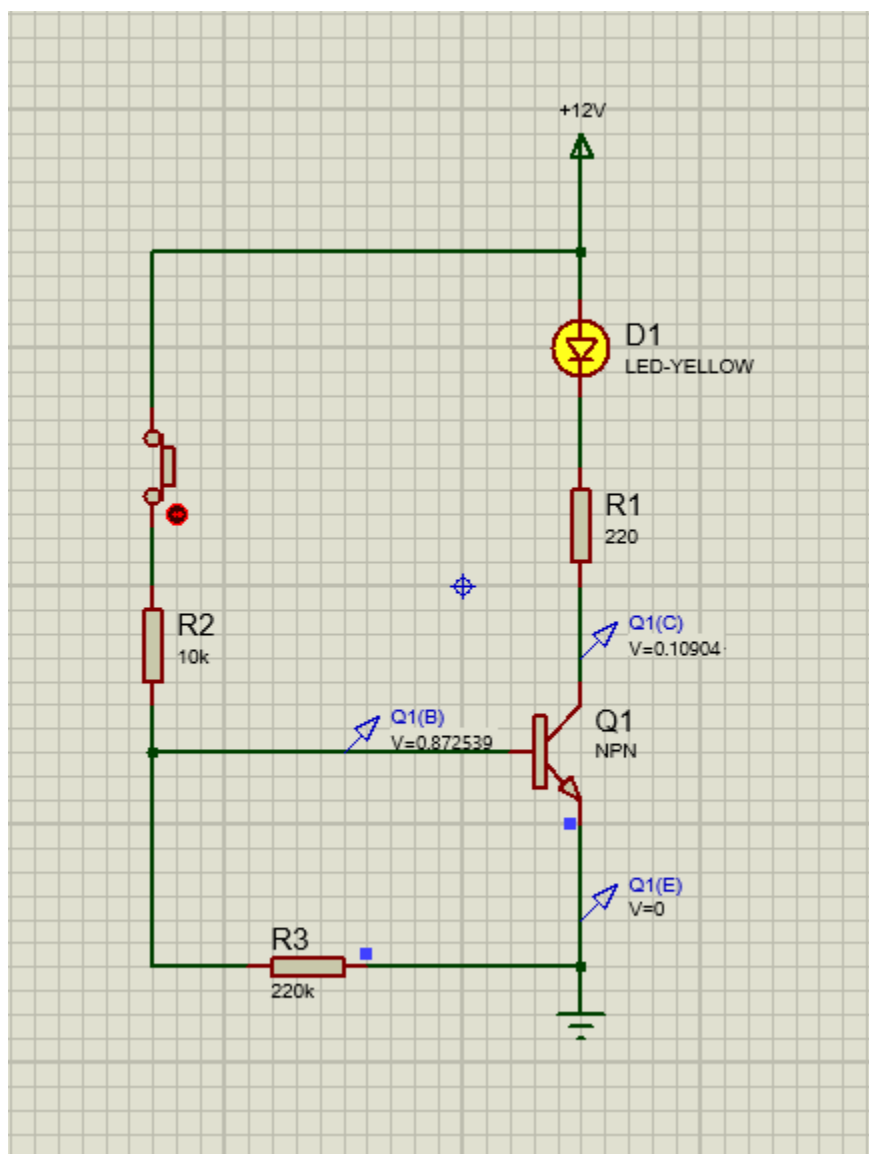 +12V
D1
LED-YELLOW
R1
220
R2
10k
Q1(C)
V=0.10904
Q1(B)
V=0.872539
Q1
NPN
Q1(E)
V=0
R3
220k